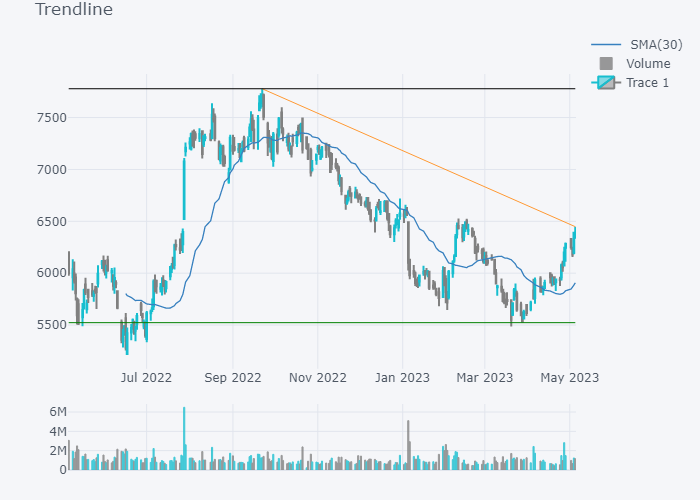 Trendline
SMA(30)
Volume
Trace 1
7500
7000
6500
6000
5500
Jul 2022 Sep 2022 Nov 2022 Jan 2023 Mar 2023 May 2023
6M
4M
2M
0